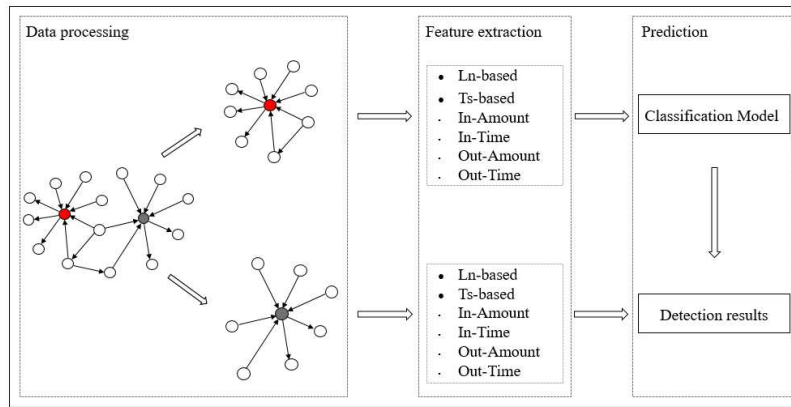 Data processing
Feature extraction
Prediction
• Ln-based
• Ts-based
· In-Amount
· In-Time
· Out-Amount
· Out-Time
Classification Model
• Ln-based
• Ts-based
· In-Amount
· In-Time
· Out-Amount
· Out-Time
Detection results